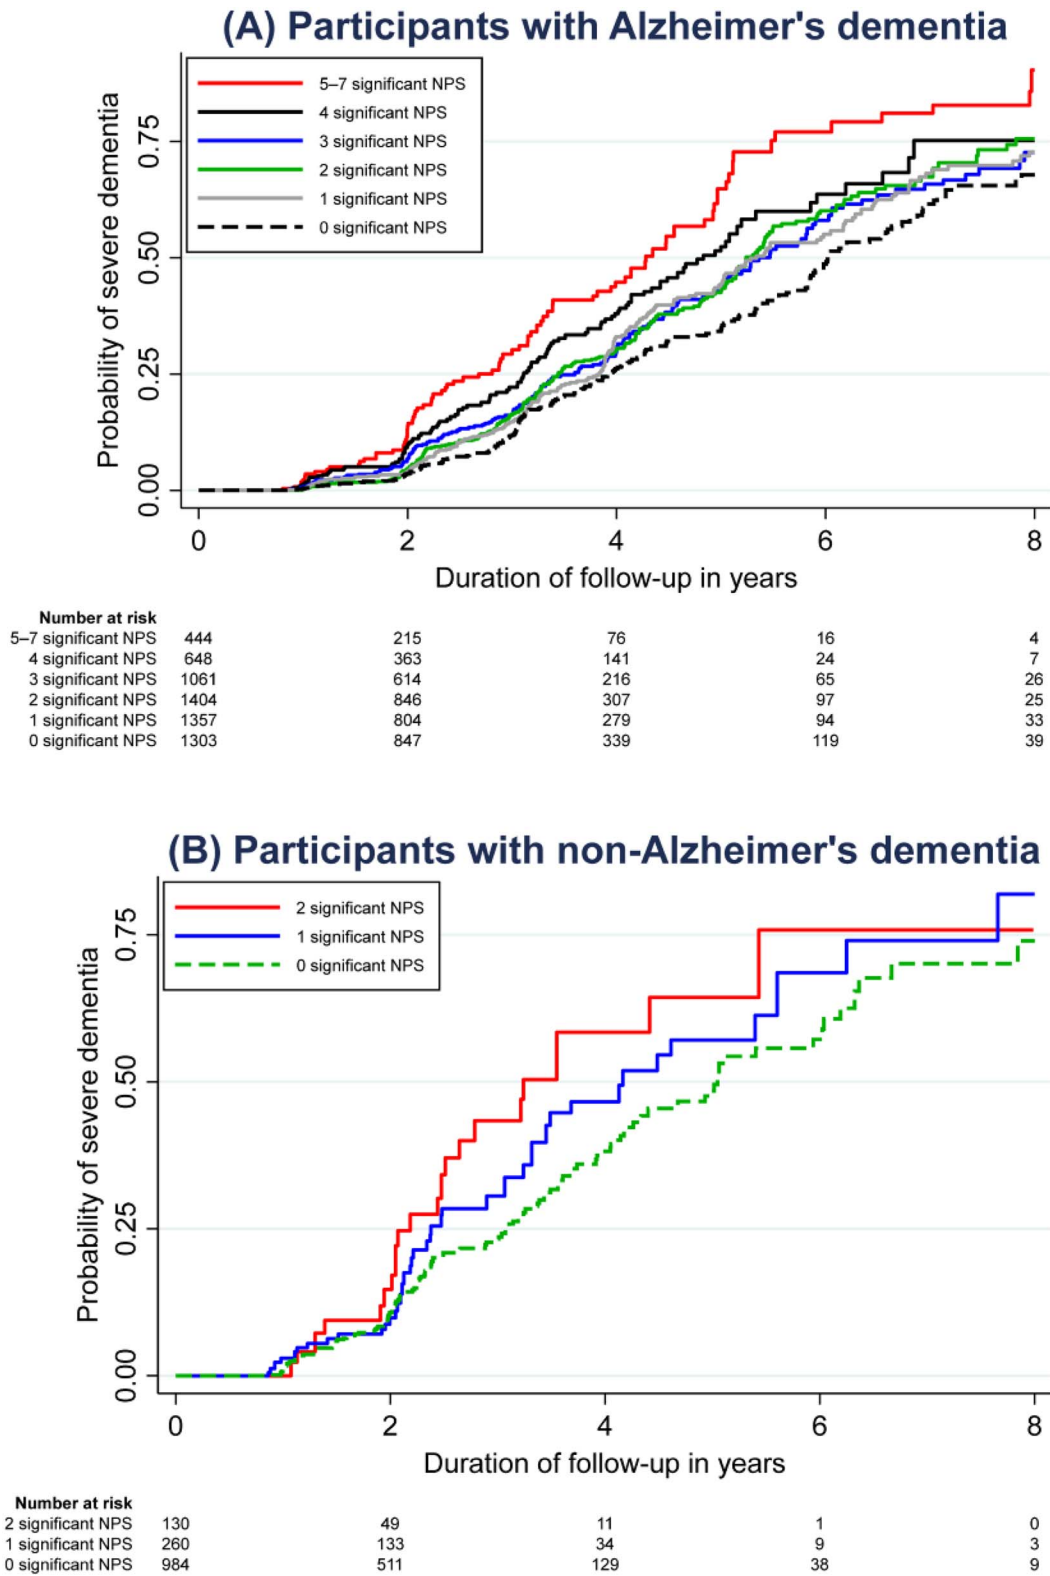 (A) Participants with Alzheimer's dementia
5–7 significant NPS
4 significant NPS
3 significant NPS
2 significant NPS
1 significant NPS
0 significant NPS
Probability of severe dementia
0.75
0.50
0.25
0.00
0 2 4 6 8
Duration of follow-up in years
Number at risk
5–7 significant NPS 444 215 76 16 4
4 significant NPS 648 363 141 24 7
3 significant NPS 1061 614 216 65 26
2 significant NPS 1404 846 307 97 25
1 significant NPS 1357 804 279 94 33
0 significant NPS 1303 847 339 119 39
(B) Participants with non-Alzheimer's dementia
2 significant NPS
1 significant NPS
0 significant NPS
Probability of severe dementia
0.75
0.50
0.25
0.00
0 2 4 6 8
Duration of follow-up in years
Number at risk
2 significant NPS 130 49 11 1 0
1 significant NPS 260 133 34 9 3
0 significant NPS 984 511 129 38 9